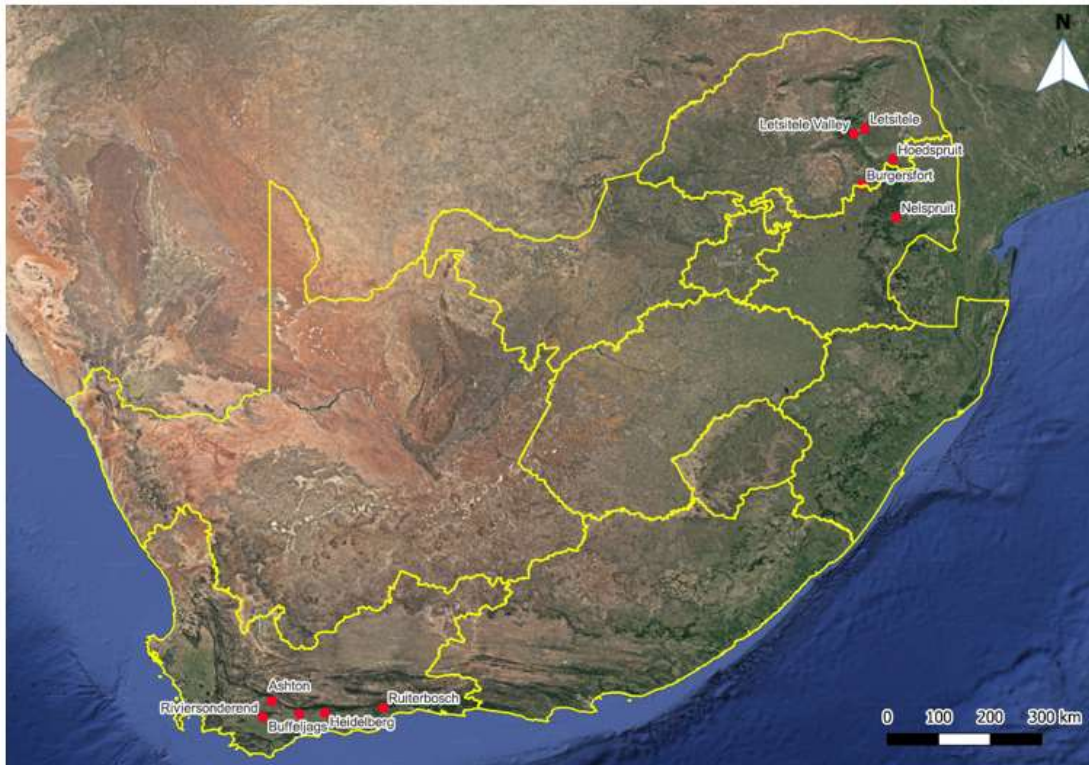 N
Letsitele
Letsitele Valley
Hoedspruit
Burgersfort
Nelspruit
Ashton
Riviersonderend
Ruiterbosch
Buffeljags
Heidelberg
0 100 200 300 km